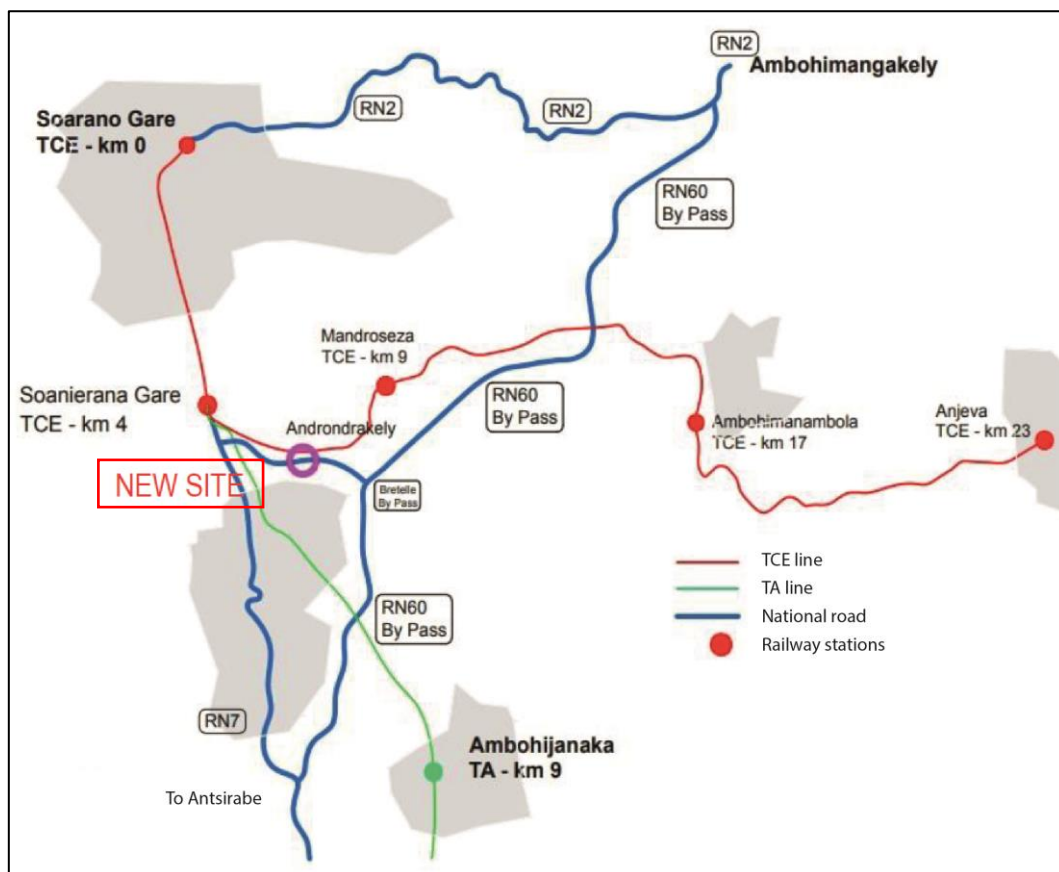 RN2
Ambohimangakely
Soarano Gare
TCE - km 0
RN2
RN2
RN60
By Pass
Mandroseza
TCE - km 9
Soanierana Gare
TCE - km 4
Androndrakely
RN60
By Pass
Ambohimanambola
TCE - km 17
Anjeva
TCE - km 23
NEW SITE
Bretelle
By Pass
TCE line
TA line
National road
Railway stations
RN60
By Pass
RN7
Ambohijanaka
TA - km 9
To Antsirabe